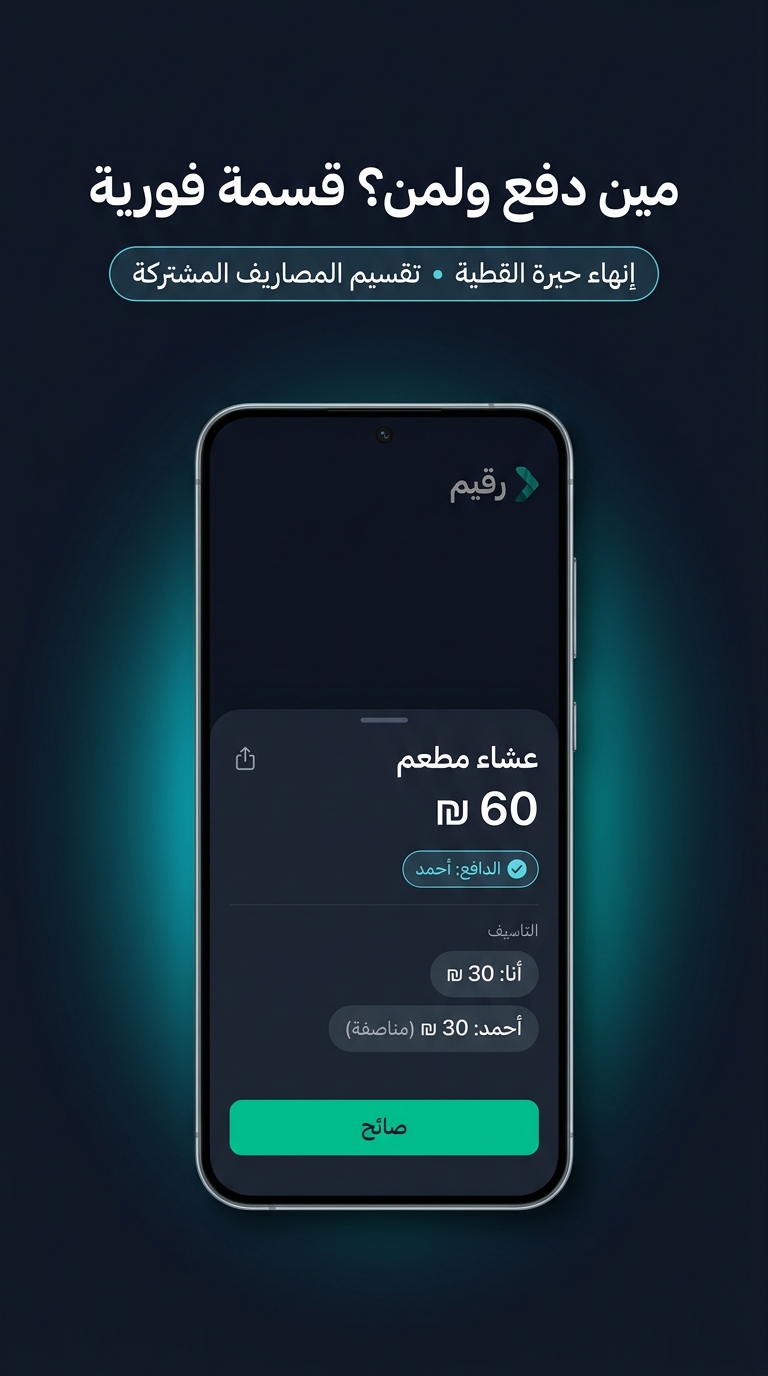 مين دفع ولمن؟ قسمة فورية
إنهاء حيرة القطية • تقسيم المصاريف المشتركة
رقيم
عشاء مطعم
60 ₪
الدافع: أحمد
التاسيف
أنا: 30 ₪
أحمد: 30 ₪ (مناصفة)
صائح